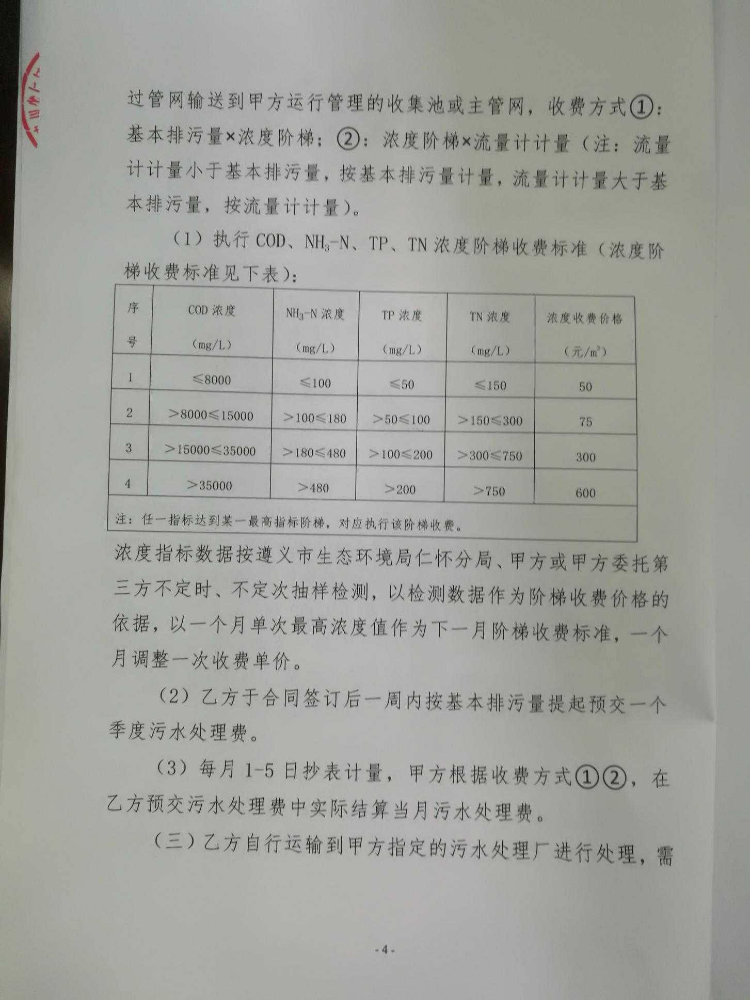 过管网输送到甲方运行管理的收集池或主管网，收费方式①：
基本排污量×浓度阶梯；②：浓度阶梯×流量计计量（注：流量
计计量小于基本排污量，按基本排污量计量，流量计计量大于基
本排污量，按流量计计量）。
（1）执行 COD、NH₃-N、TP、TN 浓度阶梯收费标准（浓度阶
梯收费标准见下表）：
序号 COD 浓度（mg/L） NH₃-N 浓度（mg/L） TP 浓度（mg/L） TN 浓度（mg/L） 浓度收费价格（元/m³）
1 ≤8000 ≤100 ≤50 ≤150 50
2 >8000≤15000 >100≤180 >50≤100 >150≤300 75
3 >15000≤35000 >180≤480 >100≤200 >300≤750 300
4 >35000 >480 >200 >750 600
注：任一指标达到某一最高指标阶梯，对应执行该阶梯收费。
浓度指标数据按遵义市生态环境局仁怀分局、甲方或甲方委托第
三方不定时、不定次抽样检测，以检测数据作为阶梯收费价格的
依据，以一个月单次最高浓度值作为下一月阶梯收费标准，一个
月调整一次收费单价。
（2）乙方于合同签订后一周内按基本排污量提起预交一个
季度污水处理费。
（3）每月 1-5 日抄表计量，甲方根据收费方式①②，在
乙方预交污水处理费中实际结算当月污水处理费。
（三）乙方自行运输到甲方指定的污水处理厂进行处理，需
-4-